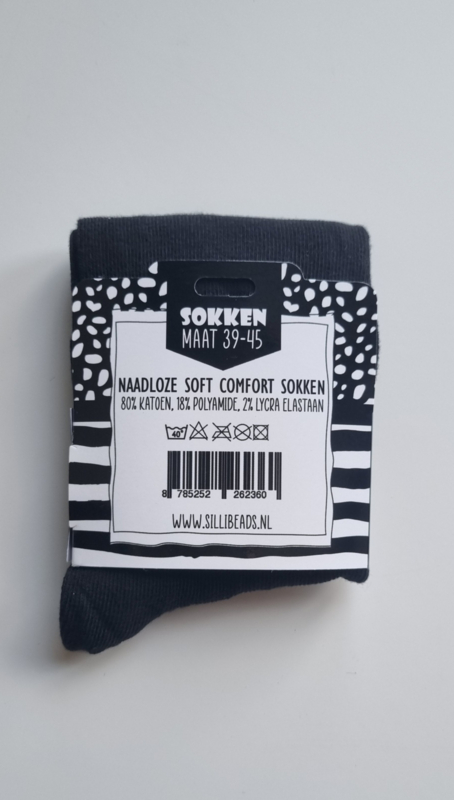 SOKKEN
MAAT 39-45
NAADLOZE SOFT COMFORT SOKKEN
80% KATOEN, 18% POLYAMIDE, 2% LYCRA ELASTAAN
40°
8 785252 262360
WWW.SILLIBEADS.NL